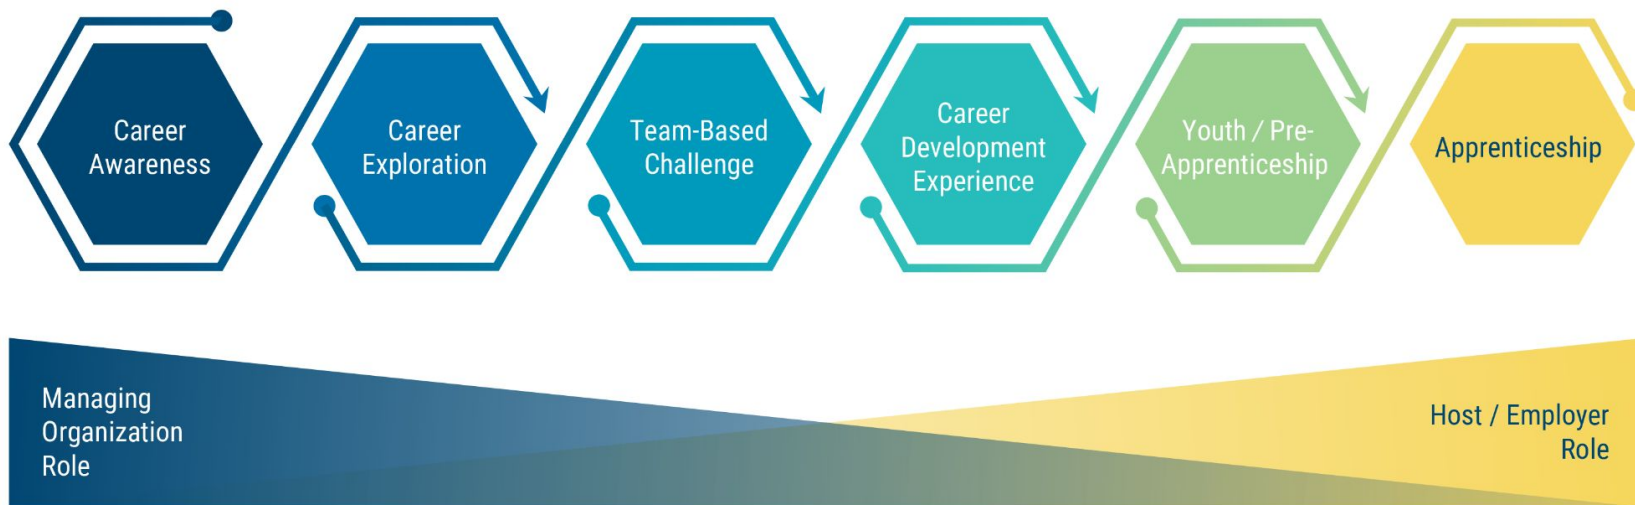 Career
Awareness
Career
Exploration
Team-Based
Challenge
Career
Development
Experience
Youth / Pre-
Apprenticeship
Apprenticeship
Managing
Organization
Role
Host / Employer
Role